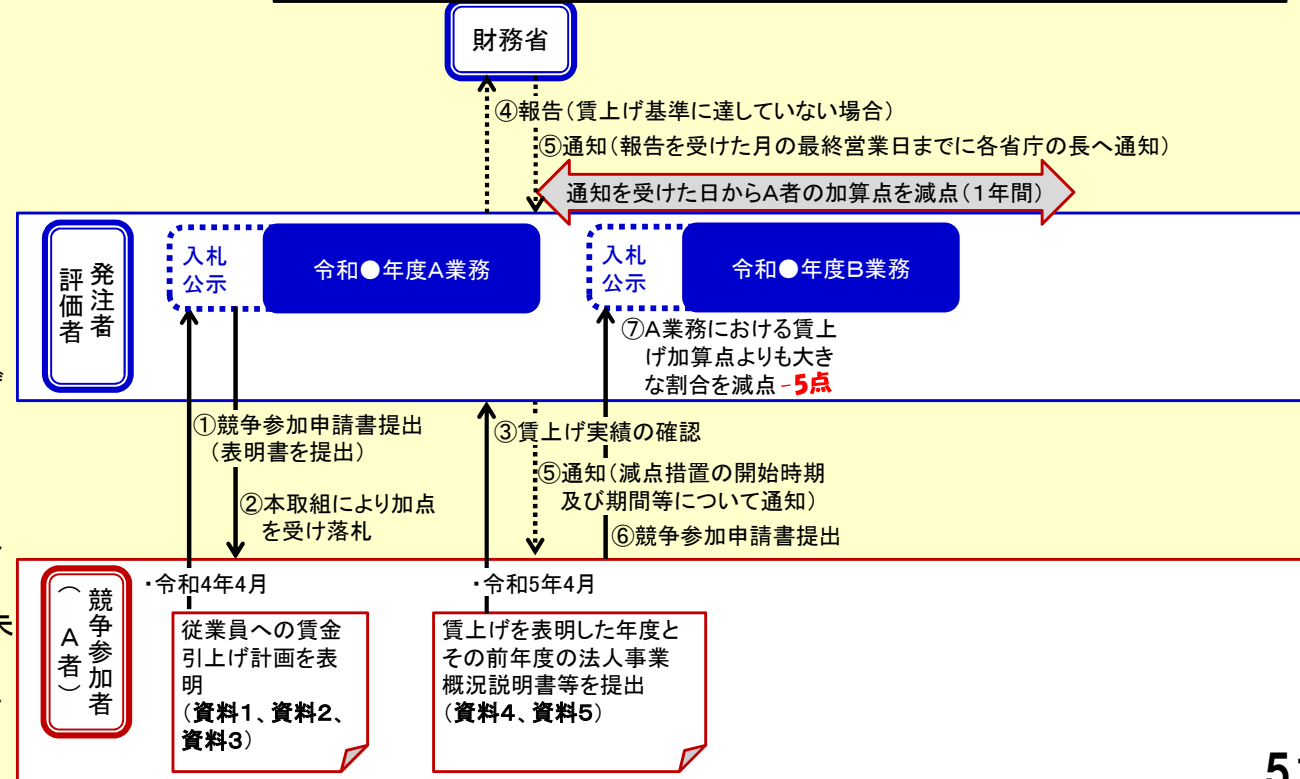 財務省
④報告(賃上げ基準に達していない場合)
⑤通知(報告を受けた月の最終営業日までに各省庁の長へ通知)
通知を受けた日からA者の加算点を減点(1年間)
発注者
評価者
入札
公示
令和●年度A業務
入札
公示
令和●年度B業務
⑦A業務における賃上
げ加算点よりも大き
な割合を減点-5点
①競争参加申請書提出
(表明書を提出)
②本取組により加点
を受け落札
③賃上げ実績の確認
⑤通知(減点措置の開始時期
及び期間等について通知)
⑥競争参加申請書提出
競争参加者
(A者)
・令和4年4月
従業員への賃金
引上げ計画を表
明
(資料1、資料2、
資料3)
・令和5年4月
賃上げを表明した年度と
その前年度の法人事業
概況説明書等を提出
(資料4、資料5)